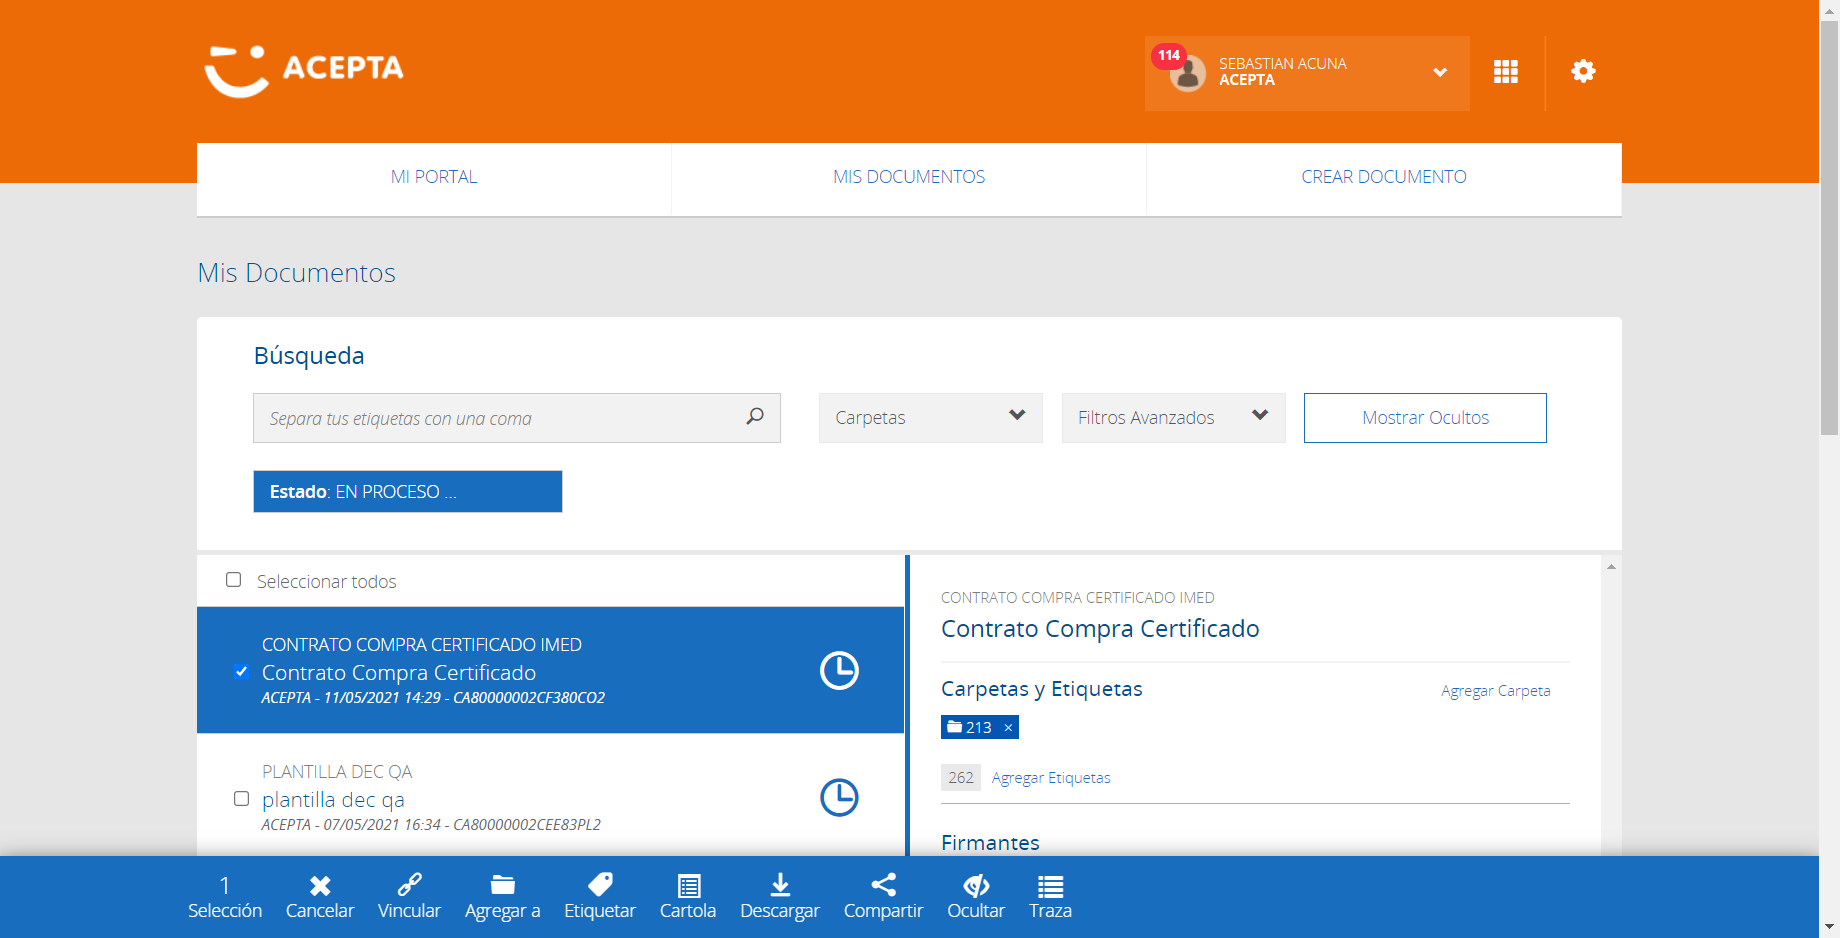 ACEPTA
114
SEBASTIAN ACUNA
ACEPTA
MI PORTAL
MIS DOCUMENTOS
CREAR DOCUMENTO
Mis Documentos
Búsqueda
Separa tus etiquetas con una coma
Carpetas
Filtros Avanzados
Mostrar Ocultos
Estado: EN PROCESO ...
Seleccionar todos
CONTRATO COMPRA CERTIFICADO IMED
Contrato Compra Certificado
ACEPTA - 11/05/2021 14:29 - CA80000002CF380CO2
PLANTILLA DEC QA
plantilla dec qa
ACEPTA - 07/05/2021 16:34 - CA80000002CEE83PL2
CONTRATO COMPRA CERTIFICADO IMED
Contrato Compra Certificado
Carpetas y Etiquetas
Agregar Carpeta
213 ×
262 Agregar Etiquetas
Firmantes
1
Selección
Cancelar
Vincular
Agregar a
Etiquetar
Cartola
Descargar
Compartir
Ocultar
Traza